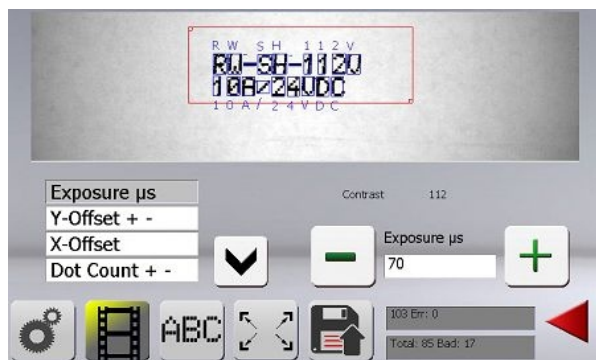 R W S H 1 1 2 V
RW-SH-112V
10A/24VDC
1 0 A / 2 4 V D C
Exposure µs
Y-Offset + -
X-Offset
Dot Count + -
Contrast 112
Exposure µs
70
ABC
103 Err: 0
Total: 85 Bad: 17